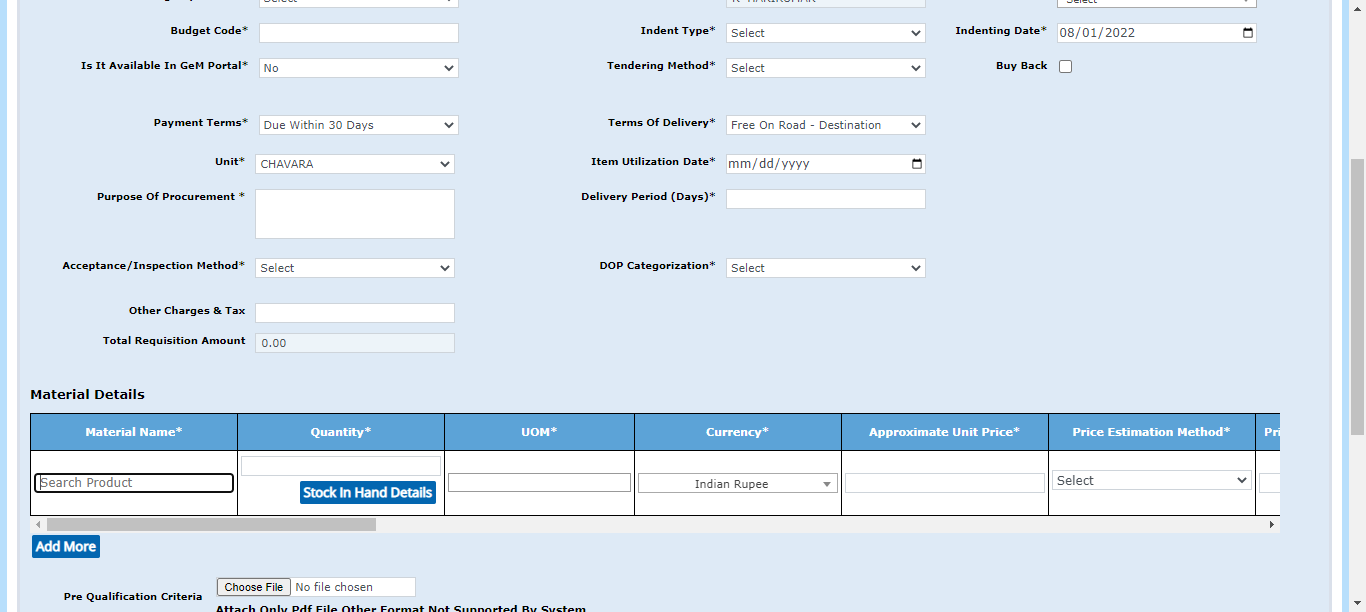 Budget Code*
Indent Type* Select
Indenting Date* 08/01/2022
Is It Available In GeM Portal* No
Tendering Method* Select
Buy Back
Payment Terms* Due Within 30 Days
Terms Of Delivery* Free On Road - Destination
Unit* CHAVARA
Item Utilization Date* mm/dd/yyyy
Purpose Of Procurement *
Delivery Period (Days)*
Acceptance/Inspection Method* Select
DOP Categorization* Select
Other Charges & Tax
Total Requisition Amount 0.00
Material Details
Material Name* Quantity* UOM* Currency* Approximate Unit Price* Price Estimation Method*
Search Product
Indian Rupee
Select
Stock In Hand Details
Add More
Pre Qualification Criteria Choose File No file chosen
Attach Only Pdf File Other Format Not Supported By System